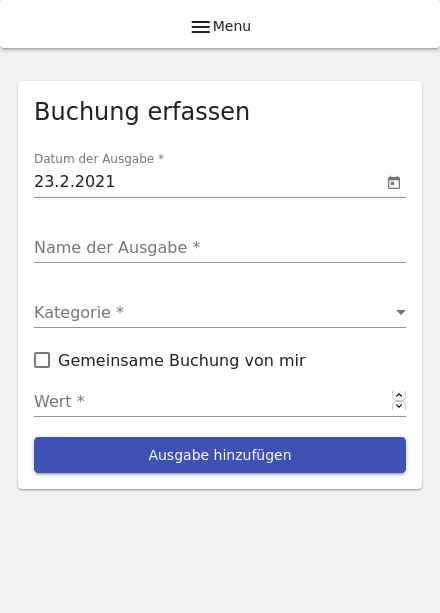 Menu
Buchung erfassen
Datum der Ausgabe *
23.2.2021
Name der Ausgabe *
Kategorie *
Gemeinsame Buchung von mir
Wert *
Ausgabe hinzufügen